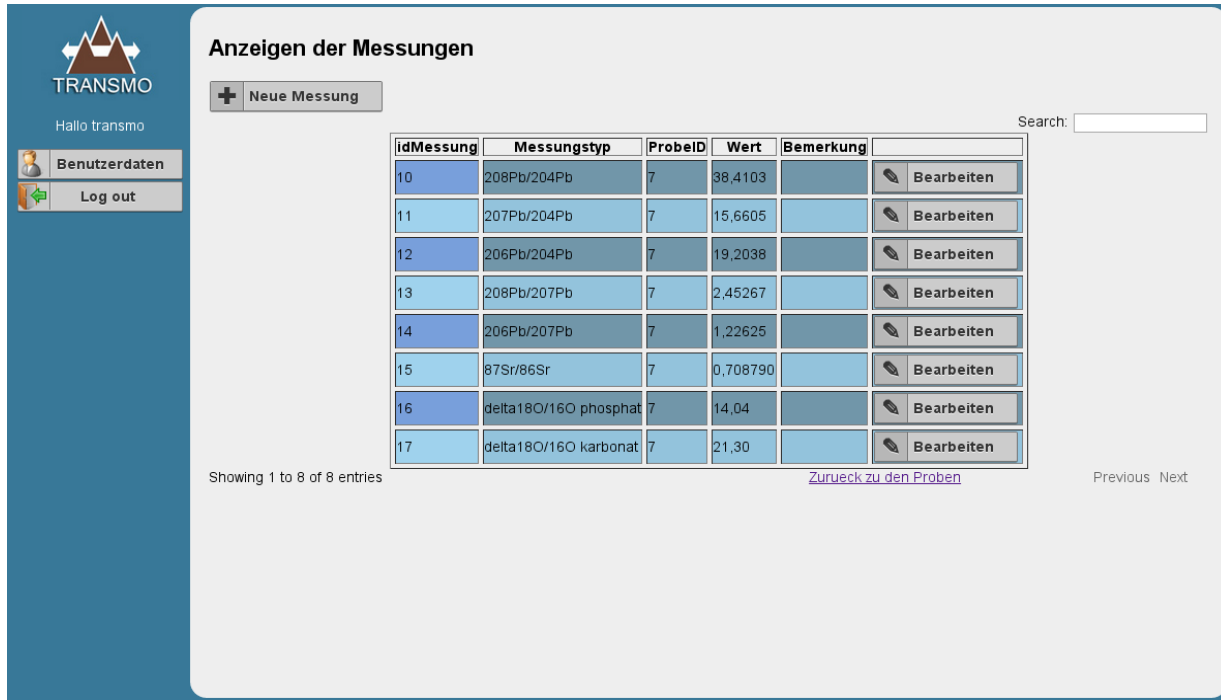 TRANSMO
Hallo transmo
Benutzerdaten
Log out
Anzeigen der Messungen
Neue Messung
Search:
idMessung Messungstyp ProbeID Wert Bemerkung
10 208Pb/204Pb 7 38,4103 Bearbeiten
11 207Pb/204Pb 7 15,6605 Bearbeiten
12 206Pb/204Pb 7 19,2038 Bearbeiten
13 208Pb/207Pb 7 2,45267 Bearbeiten
14 206Pb/207Pb 7 1,22625 Bearbeiten
15 87Sr/86Sr 7 0,708790 Bearbeiten
16 delta18O/16O phosphat 7 14,04 Bearbeiten
17 delta18O/16O karbonat 7 21,30 Bearbeiten
Showing 1 to 8 of 8 entries Zurueck zu den Proben Previous Next